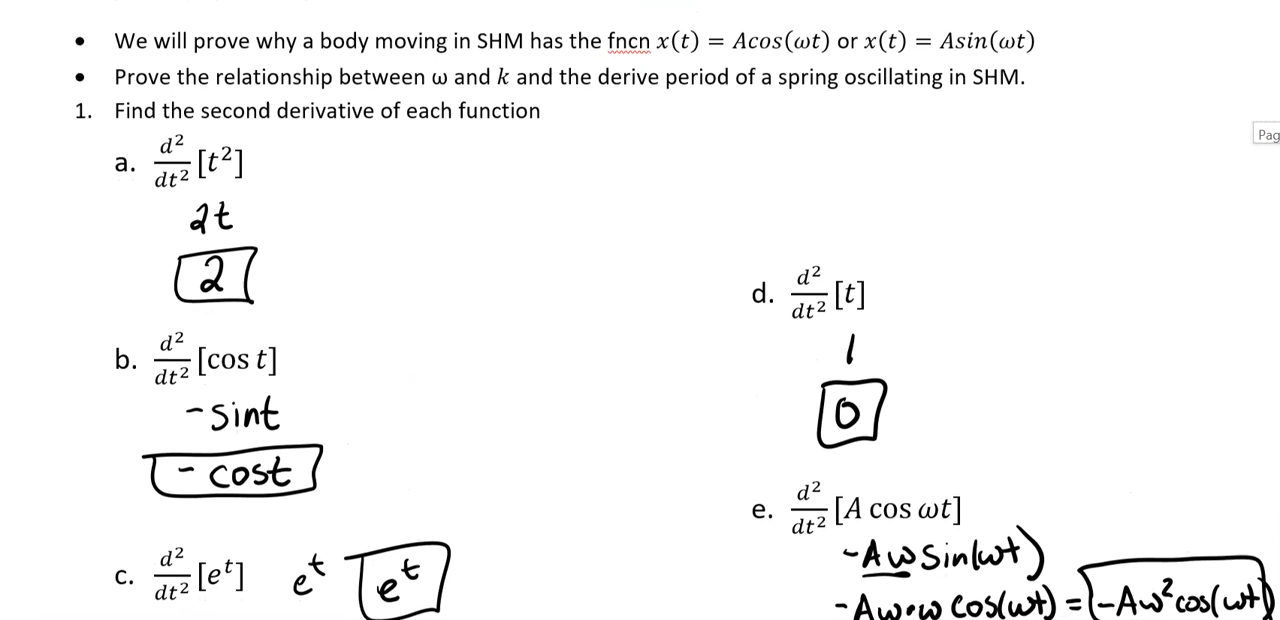 • We will prove why a body moving in SHM has the fncn x(t) = Acos(ωt) or x(t) = Asin(ωt)
• Prove the relationship between ω and k and the derive period of a spring oscillating in SHM.
1. Find the second derivative of each function
a. d²/dt² [t²]
2t
2
b. d²/dt² [cos t]
-sint
- cost
c. d²/dt² [eᵗ] eᵗ eᵗ
d. d²/dt² [t]
1
0
e. d²/dt² [A cos ωt]
-Aω sin(ωt)
-Aω•ω cos(ωt) = -Aω² cos(ωt)
Pag